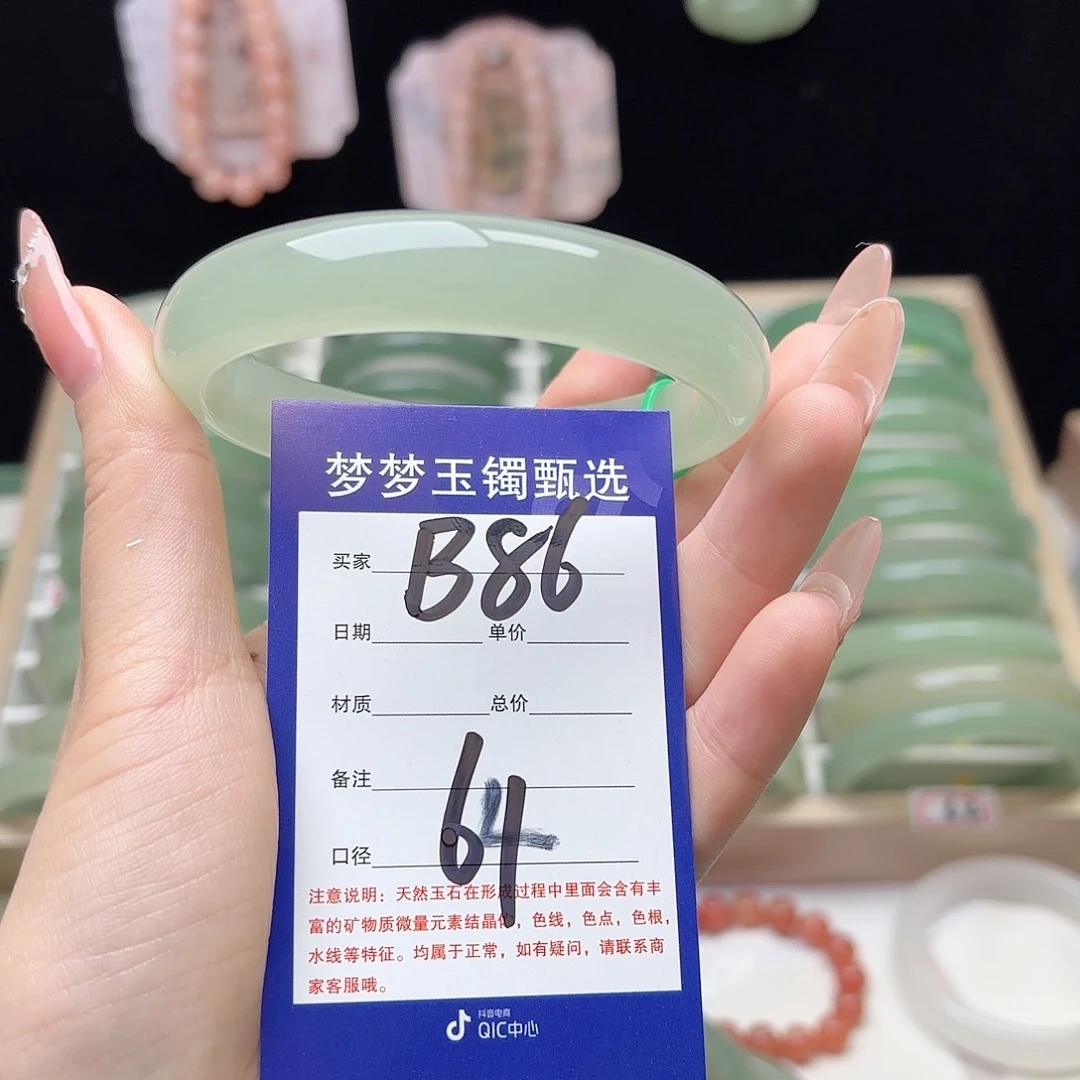 梦梦玉镯甄选
买家 B86
日期 单价
材质 总价
备注
口径 64
注意说明：天然玉石在形成过程中里面会含有丰
富的矿物质微量元素结晶体，色线，色点，色根，
水线等特征。均属于正常，如有疑问，请联系商
家客服哦。
抖音电商
QIC中心